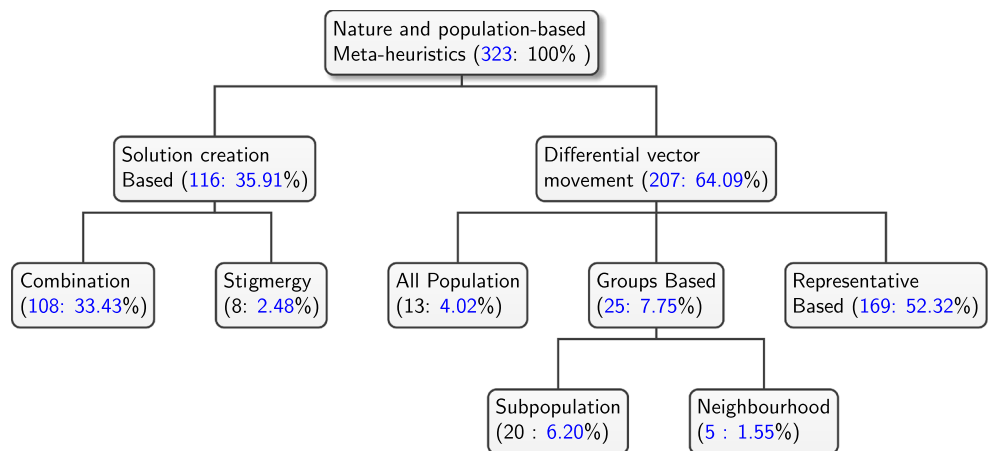 Nature and population-based
Meta-heuristics (323: 100% )
Solution creation
Based (116: 35.91%)
Differential vector
movement (207: 64.09%)
Combination
(108: 33.43%)
Stigmergy
(8: 2.48%)
All Population
(13: 4.02%)
Groups Based
(25: 7.75%)
Representative
Based (169: 52.32%)
Subpopulation
(20 : 6.20%)
Neighbourhood
(5 : 1.55%)